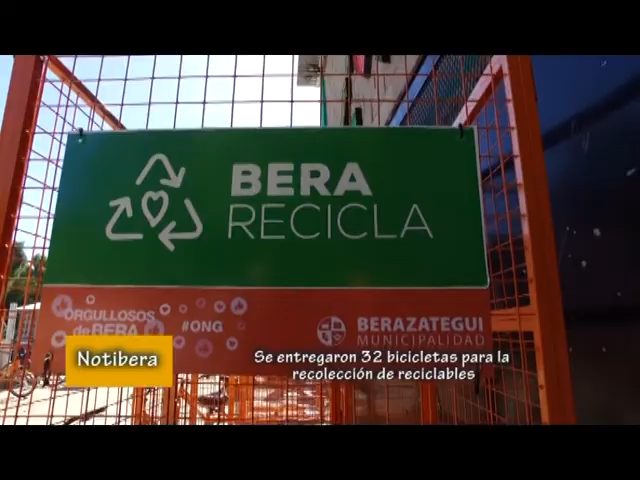 BERA
RECICLA
ORGULLOSOS
de BERA
#ONG
BERAZATEGUI
MUNICIPALIDAD
Notibera
Se entregaron 32 bicicletas para la
recolección de reciclables